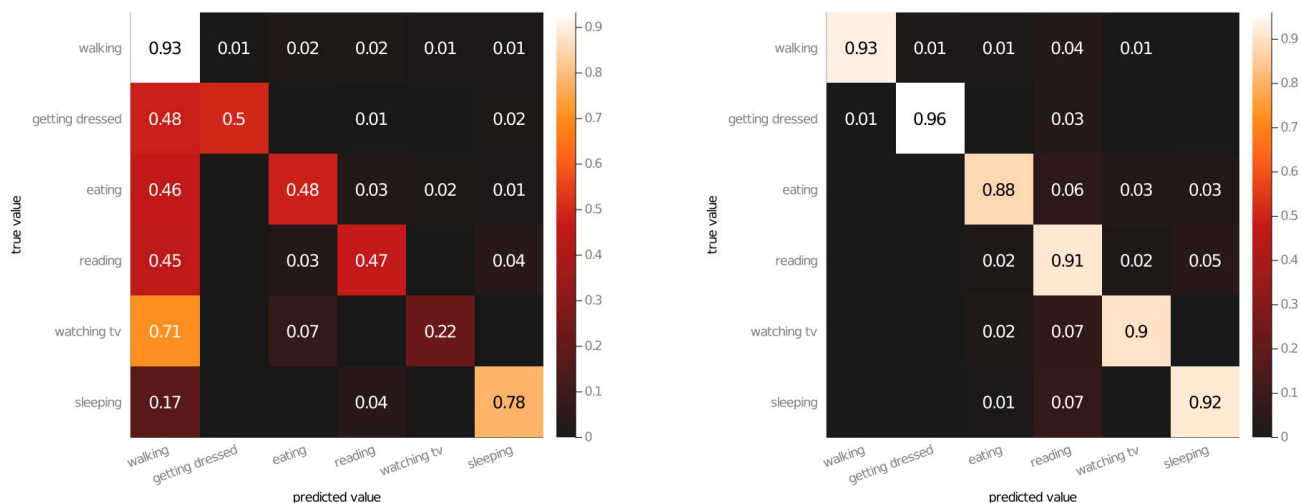 walking 0.93 0.01 0.02 0.02 0.01 0.01
getting dressed 0.48 0.5 0.01 0.02
eating 0.46 0.48 0.03 0.02 0.01
reading 0.45 0.03 0.47 0.04
watching tv 0.71 0.07 0.22
sleeping 0.17 0.04 0.78
walking getting dressed eating reading watching tv sleeping
predicted value
true value
0.9
0.8
0.7
0.6
0.5
0.4
0.3
0.2
0.1
0
walking 0.93 0.01 0.01 0.04 0.01
getting dressed 0.01 0.96 0.03
eating 0.88 0.06 0.03 0.03
reading 0.02 0.91 0.02 0.05
watching tv 0.02 0.07 0.9
sleeping 0.01 0.07 0.92
walking getting dressed eating reading watching tv sleeping
predicted value
true value
0.9
0.8
0.7
0.6
0.5
0.4
0.3
0.2
0.1
0